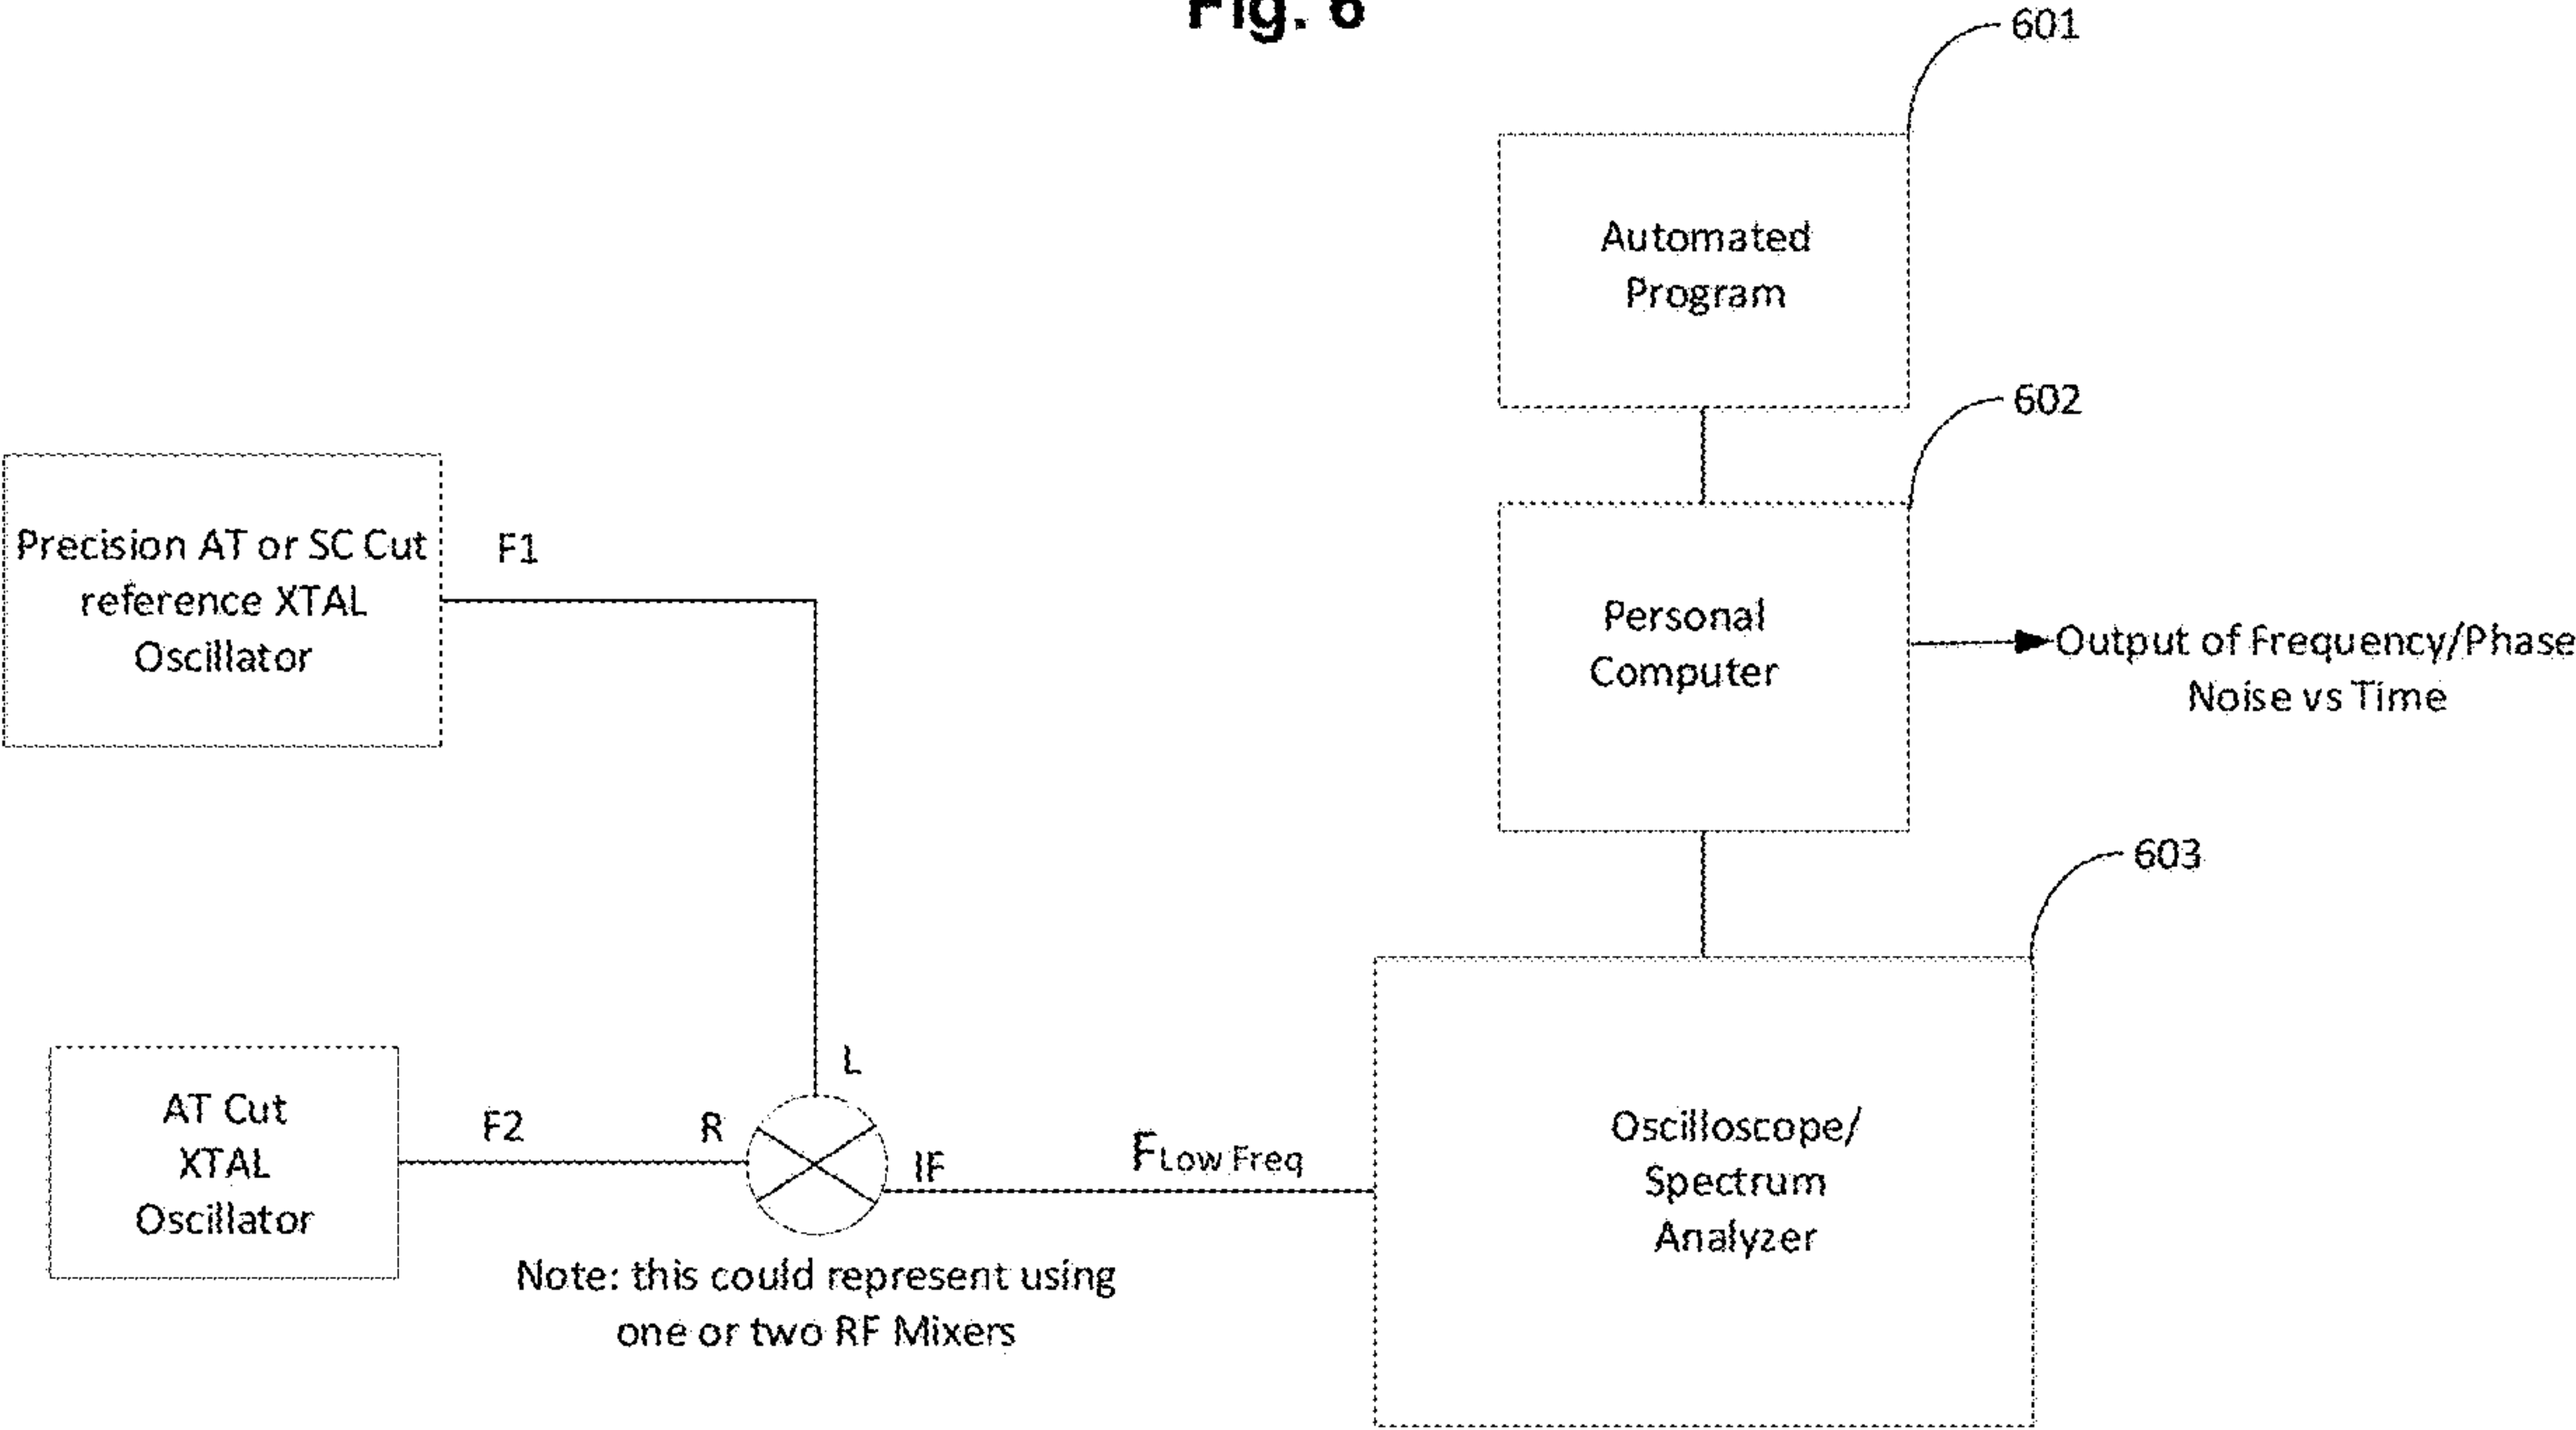 Fig. 6
601
Automated
Program
602
Precision AT or SC Cut
reference XTAL
Oscillator
F1
Personal
Computer
Output of Frequency/Phase
Noise vs Time
603
L
AT Cut
XTAL
Oscillator
F2
R
IF
FLow Freq
Oscilloscope/
Spectrum
Analyzer
Note: this could represent using
one or two RF Mixers